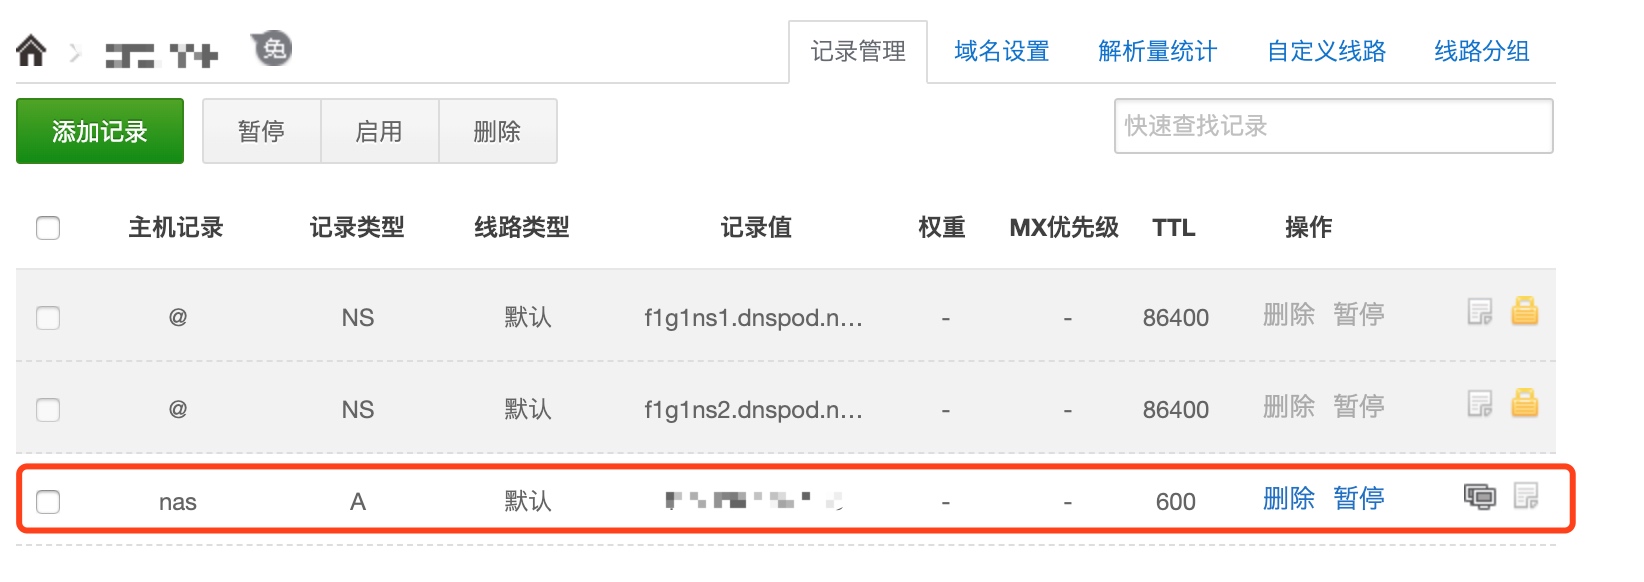 免
记录管理 域名设置 解析量统计 自定义线路 线路分组
添加记录 暂停 启用 删除 快速查找记录
主机记录 记录类型 线路类型 记录值 权重 MX优先级 TTL 操作
@ NS 默认 f1g1ns1.dnspod.n... - - 86400 删除 暂停
@ NS 默认 f1g1ns2.dnspod.n... - - 86400 删除 暂停
nas A 默认 - - 600 删除 暂停